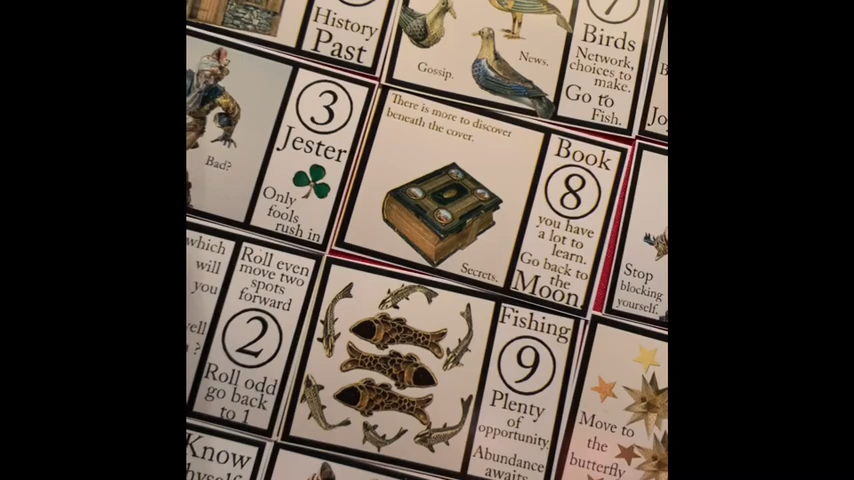 History
Past
Gossip.
News.
7
Birds
Network,
choices to
make.
Go to
Fish.
Bad?
3
Jester
Only
fools
rush in
There is more to discover
beneath the cover.
Secrets.
Book
8
you have
a lot to
learn.
Go back to
the
Moon.
Stop
blocking
yourself.
which
will
you
?
Roll even
move two
spots
forward
2
Roll odd
go back
to 1
Fishing
9
Plenty
of
opportunity.
Abundance
awaits
Move to
the
butterfly
Know